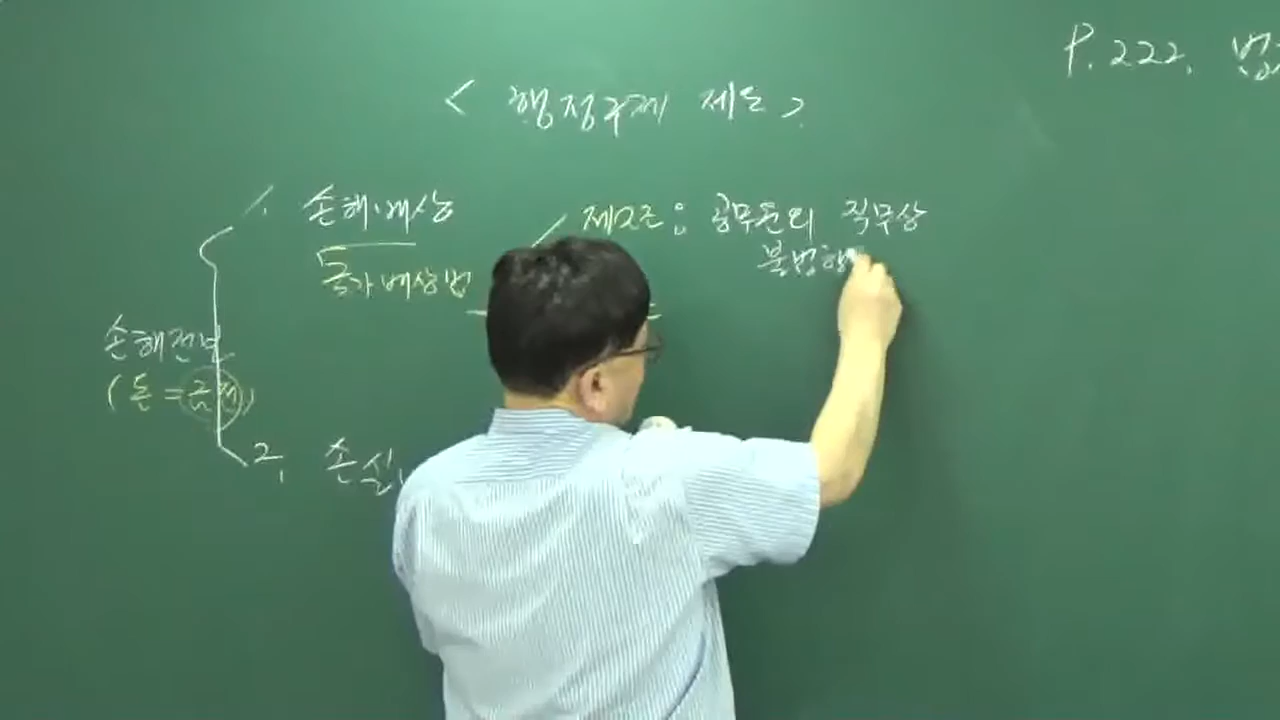 P.222.
< 행정구제 제도 >
1. 손해배상
제2조 : 공무원의 직무상
불법행
국가배상법
손해전보
(돈 = 금전)
2. 손실